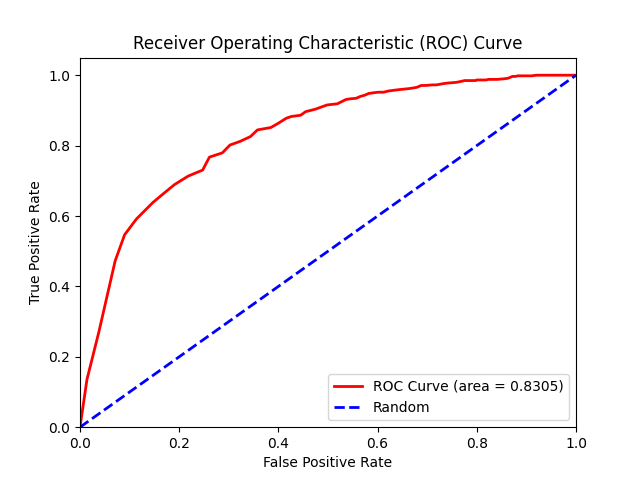 Receiver Operating Characteristic (ROC) Curve
True Positive Rate
1.0
0.8
0.6
0.4
0.2
0.0
ROC Curve (area = 0.8305)
Random
0.0 0.2 0.4 0.6 0.8 1.0
False Positive Rate